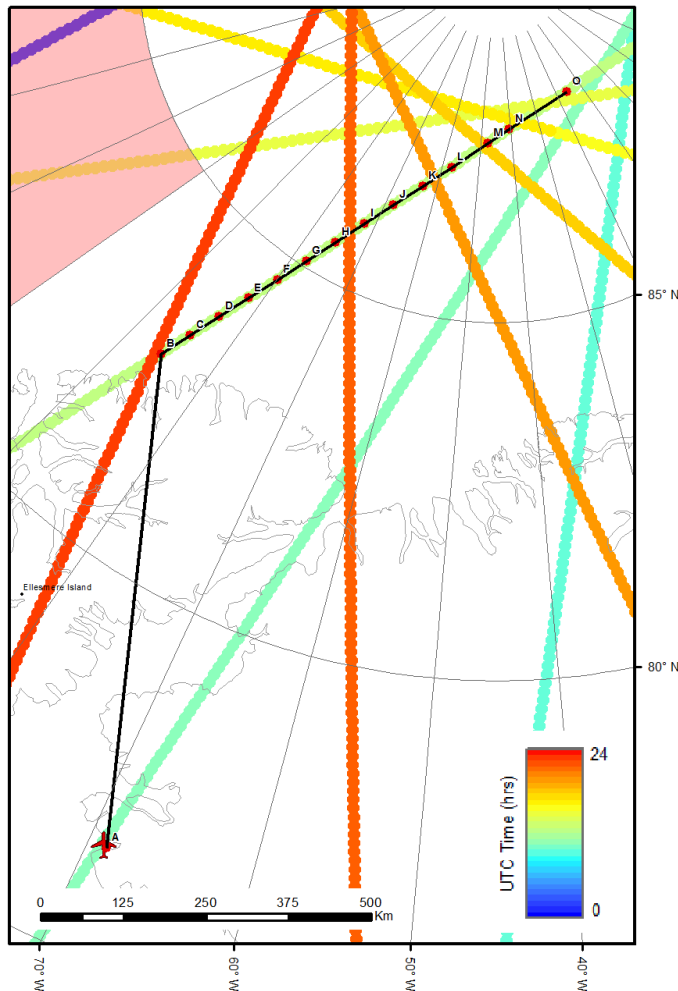 O
N
M
L
K
J
I
H
G
F
E
D
C
B
85° N
Ellesmere Island
80° N
A
24
UTC Time (hrs)
0
0 125 250 375 500
Km
70° W 60° W 50° W 40° W